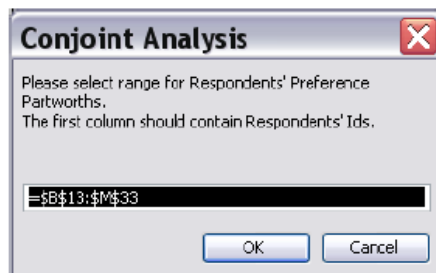 Conjoint Analysis
Please select range for Respondents' Preference
Partworths.
The first column should contain Respondents' Ids.
=$B$13:$M$33
OK
Cancel